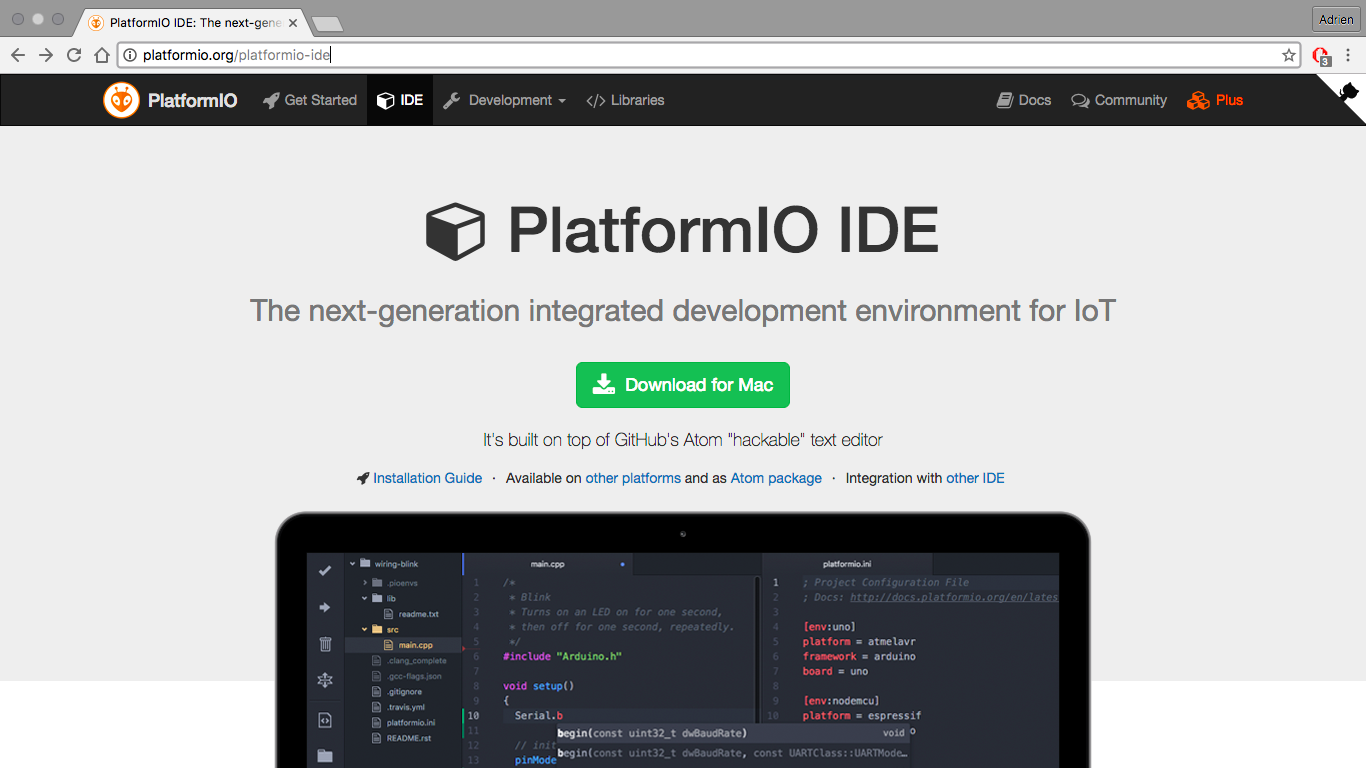 PlatformIO IDE: The next-gene
Adrien
platformio.org/platformio-ide
3
PlatformIO
Get Started
IDE
Development
Libraries
Docs
Community
Plus
PlatformIO IDE
The next-generation integrated development environment for IoT
Download for Mac
It's built on top of GitHub's Atom "hackable" text editor
Installation Guide · Available on other platforms and as Atom package · Integration with other IDE
wiring-blink
.pioenvs
lib
readme.txt
src
main.cpp
.clang_complete
.gcc-flags.json
.gitignore
.travis.yml
platformio.ini
README.rst
main.cpp
1 /*
2 * Blink
3 * Turns on an LED on for one second,
4 * then off for one second, repeatedly.
5 */
6 #include "Arduino.h"
7
8 void setup()
9 {
10 Serial.b
11
12 // init
13 pinMode
begin(const uint32_t dwBaudRate) void
begin(const uint32_t dwBaudRate, const UARTClass::UARTMode…
platformio.ini
1 ; Project Configuration File
2 ; Docs: http://docs.platformio.org/en/lates
3
4 [env:uno]
5 platform = atmelavr
6 framework = arduino
7 board = uno
8
9 [env:nodemcu]
10 platform = espressif
o